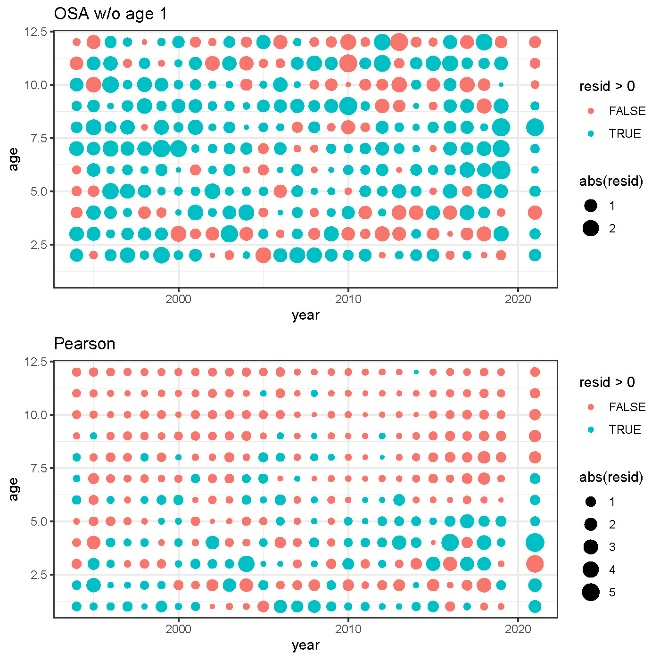 OSA w/o age 1
12.5
10.0
7.5
5.0
2.5
age
2000 2010 2020
year
resid > 0
FALSE
TRUE
abs(resid)
1
2
Pearson
12.5
10.0
7.5
5.0
2.5
age
2000 2010 2020
year
resid > 0
FALSE
TRUE
abs(resid)
1
2
3
4
5